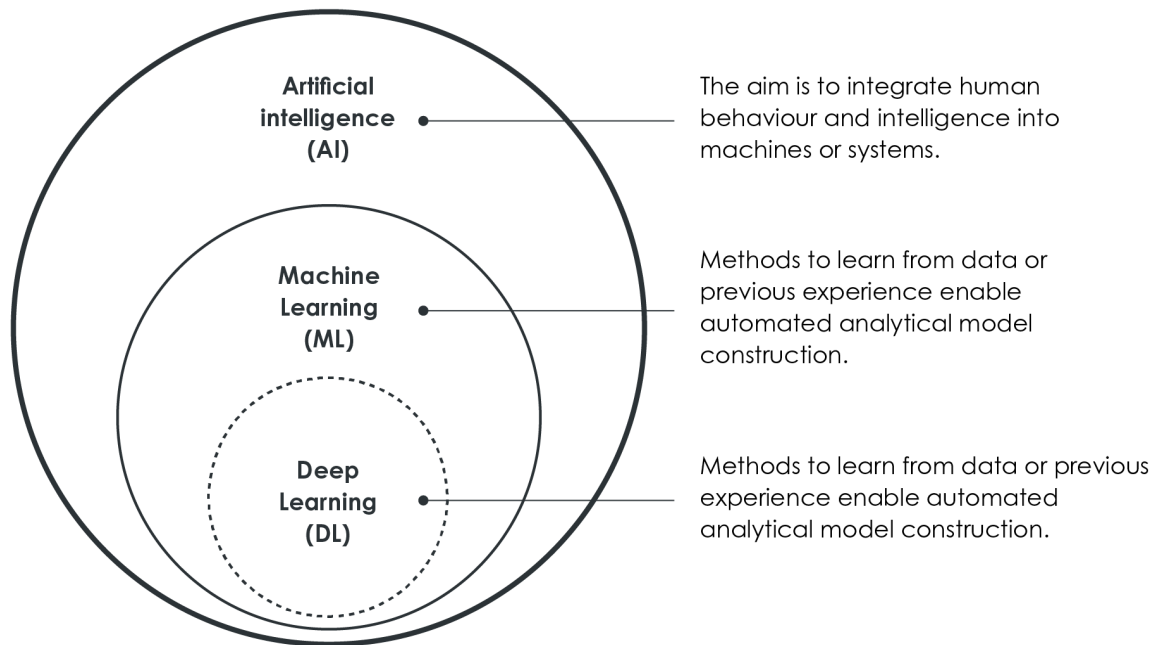 Artificial
intelligence
(AI)
The aim is to integrate human
behaviour and intelligence into
machines or systems.
Machine
Learning
(ML)
Methods to learn from data or
previous experience enable
automated analytical model
construction.
Deep
Learning
(DL)
Methods to learn from data or previous
experience enable automated
analytical model construction.